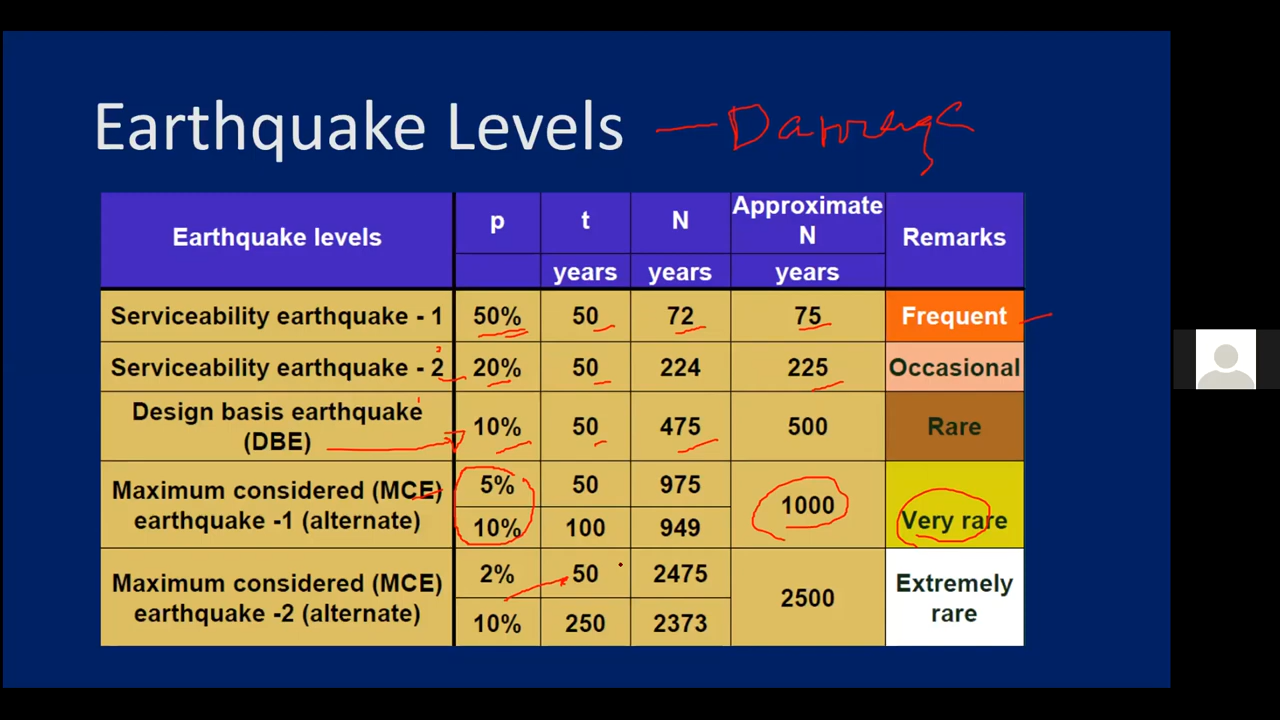 Earthquake Levels — Damage
Earthquake levels p t N Approximate N Remarks
years years years
Serviceability earthquake - 1 50% 50 72 75 Frequent
Serviceability earthquake - 2 20% 50 224 225 Occasional
Design basis earthquake (DBE) 10% 50 475 500 Rare
Maximum considered (MCE) earthquake -1 (alternate) 5% 50 975 1000 Very rare
10% 100 949
Maximum considered (MCE) earthquake -2 (alternate) 2% 50 2475 2500 Extremely rare
10% 250 2373